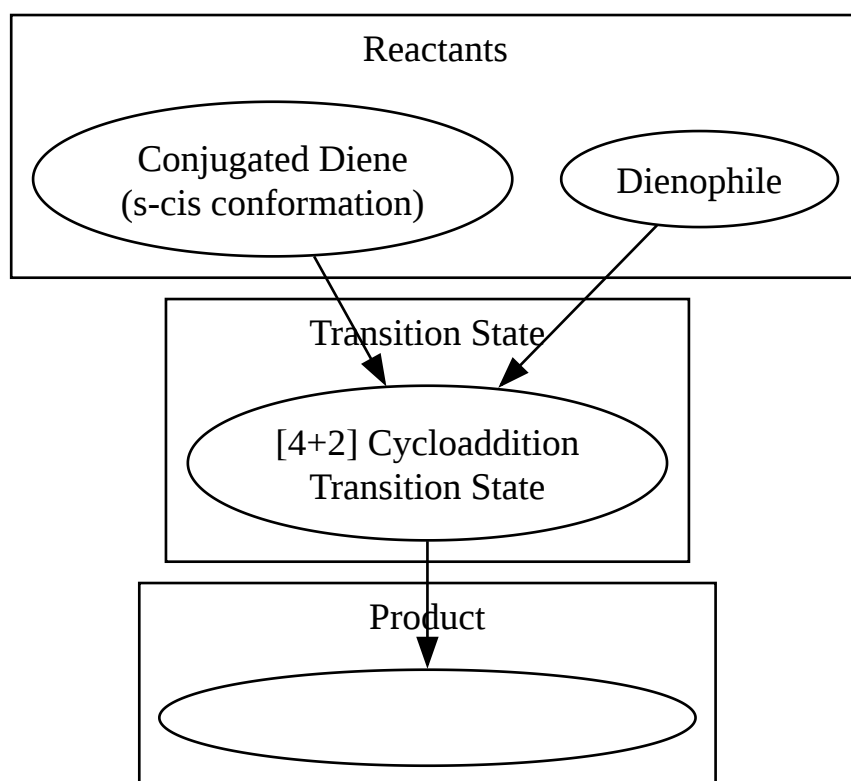 Reactants
Conjugated Diene
(s-cis conformation)
Dienophile
Transition State
[4+2] Cycloaddition
Transition State
Product